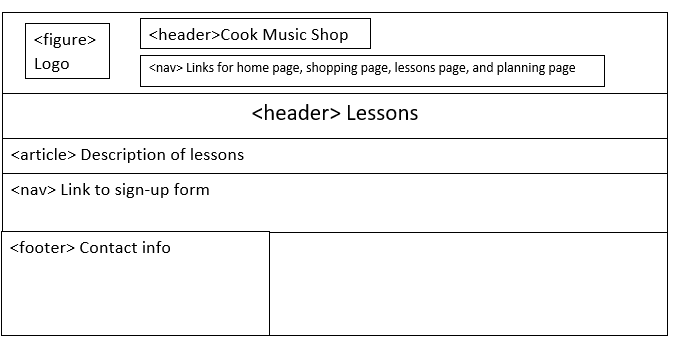 <figure>
Logo
<header>Cook Music Shop
<nav> Links for home page, shopping page, lessons page, and planning page
<header> Lessons
<article> Description of lessons
<nav> Link to sign-up form
<footer> Contact info